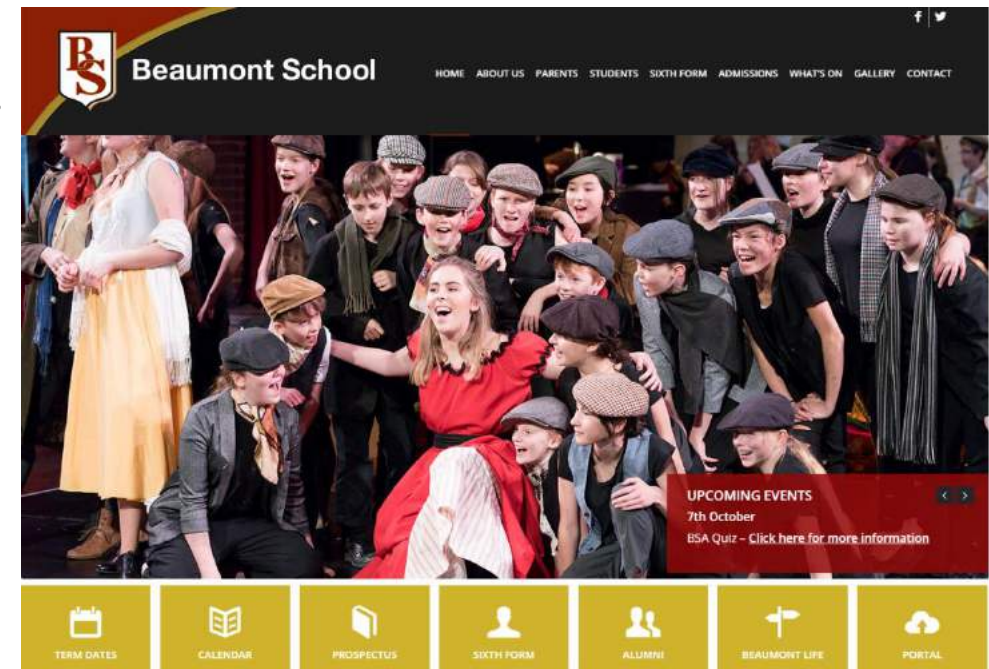 BS
Beaumont School
HOME ABOUT US PARENTS STUDENTS SIXTH FORM ADMISSIONS WHAT'S ON GALLERY CONTACT
UPCOMING EVENTS
7th October
BSA Quiz – Click here for more information
TERM DATES CALENDAR PROSPECTUS SIXTH FORM ALUMNI BEAUMONT LIFE PORTAL